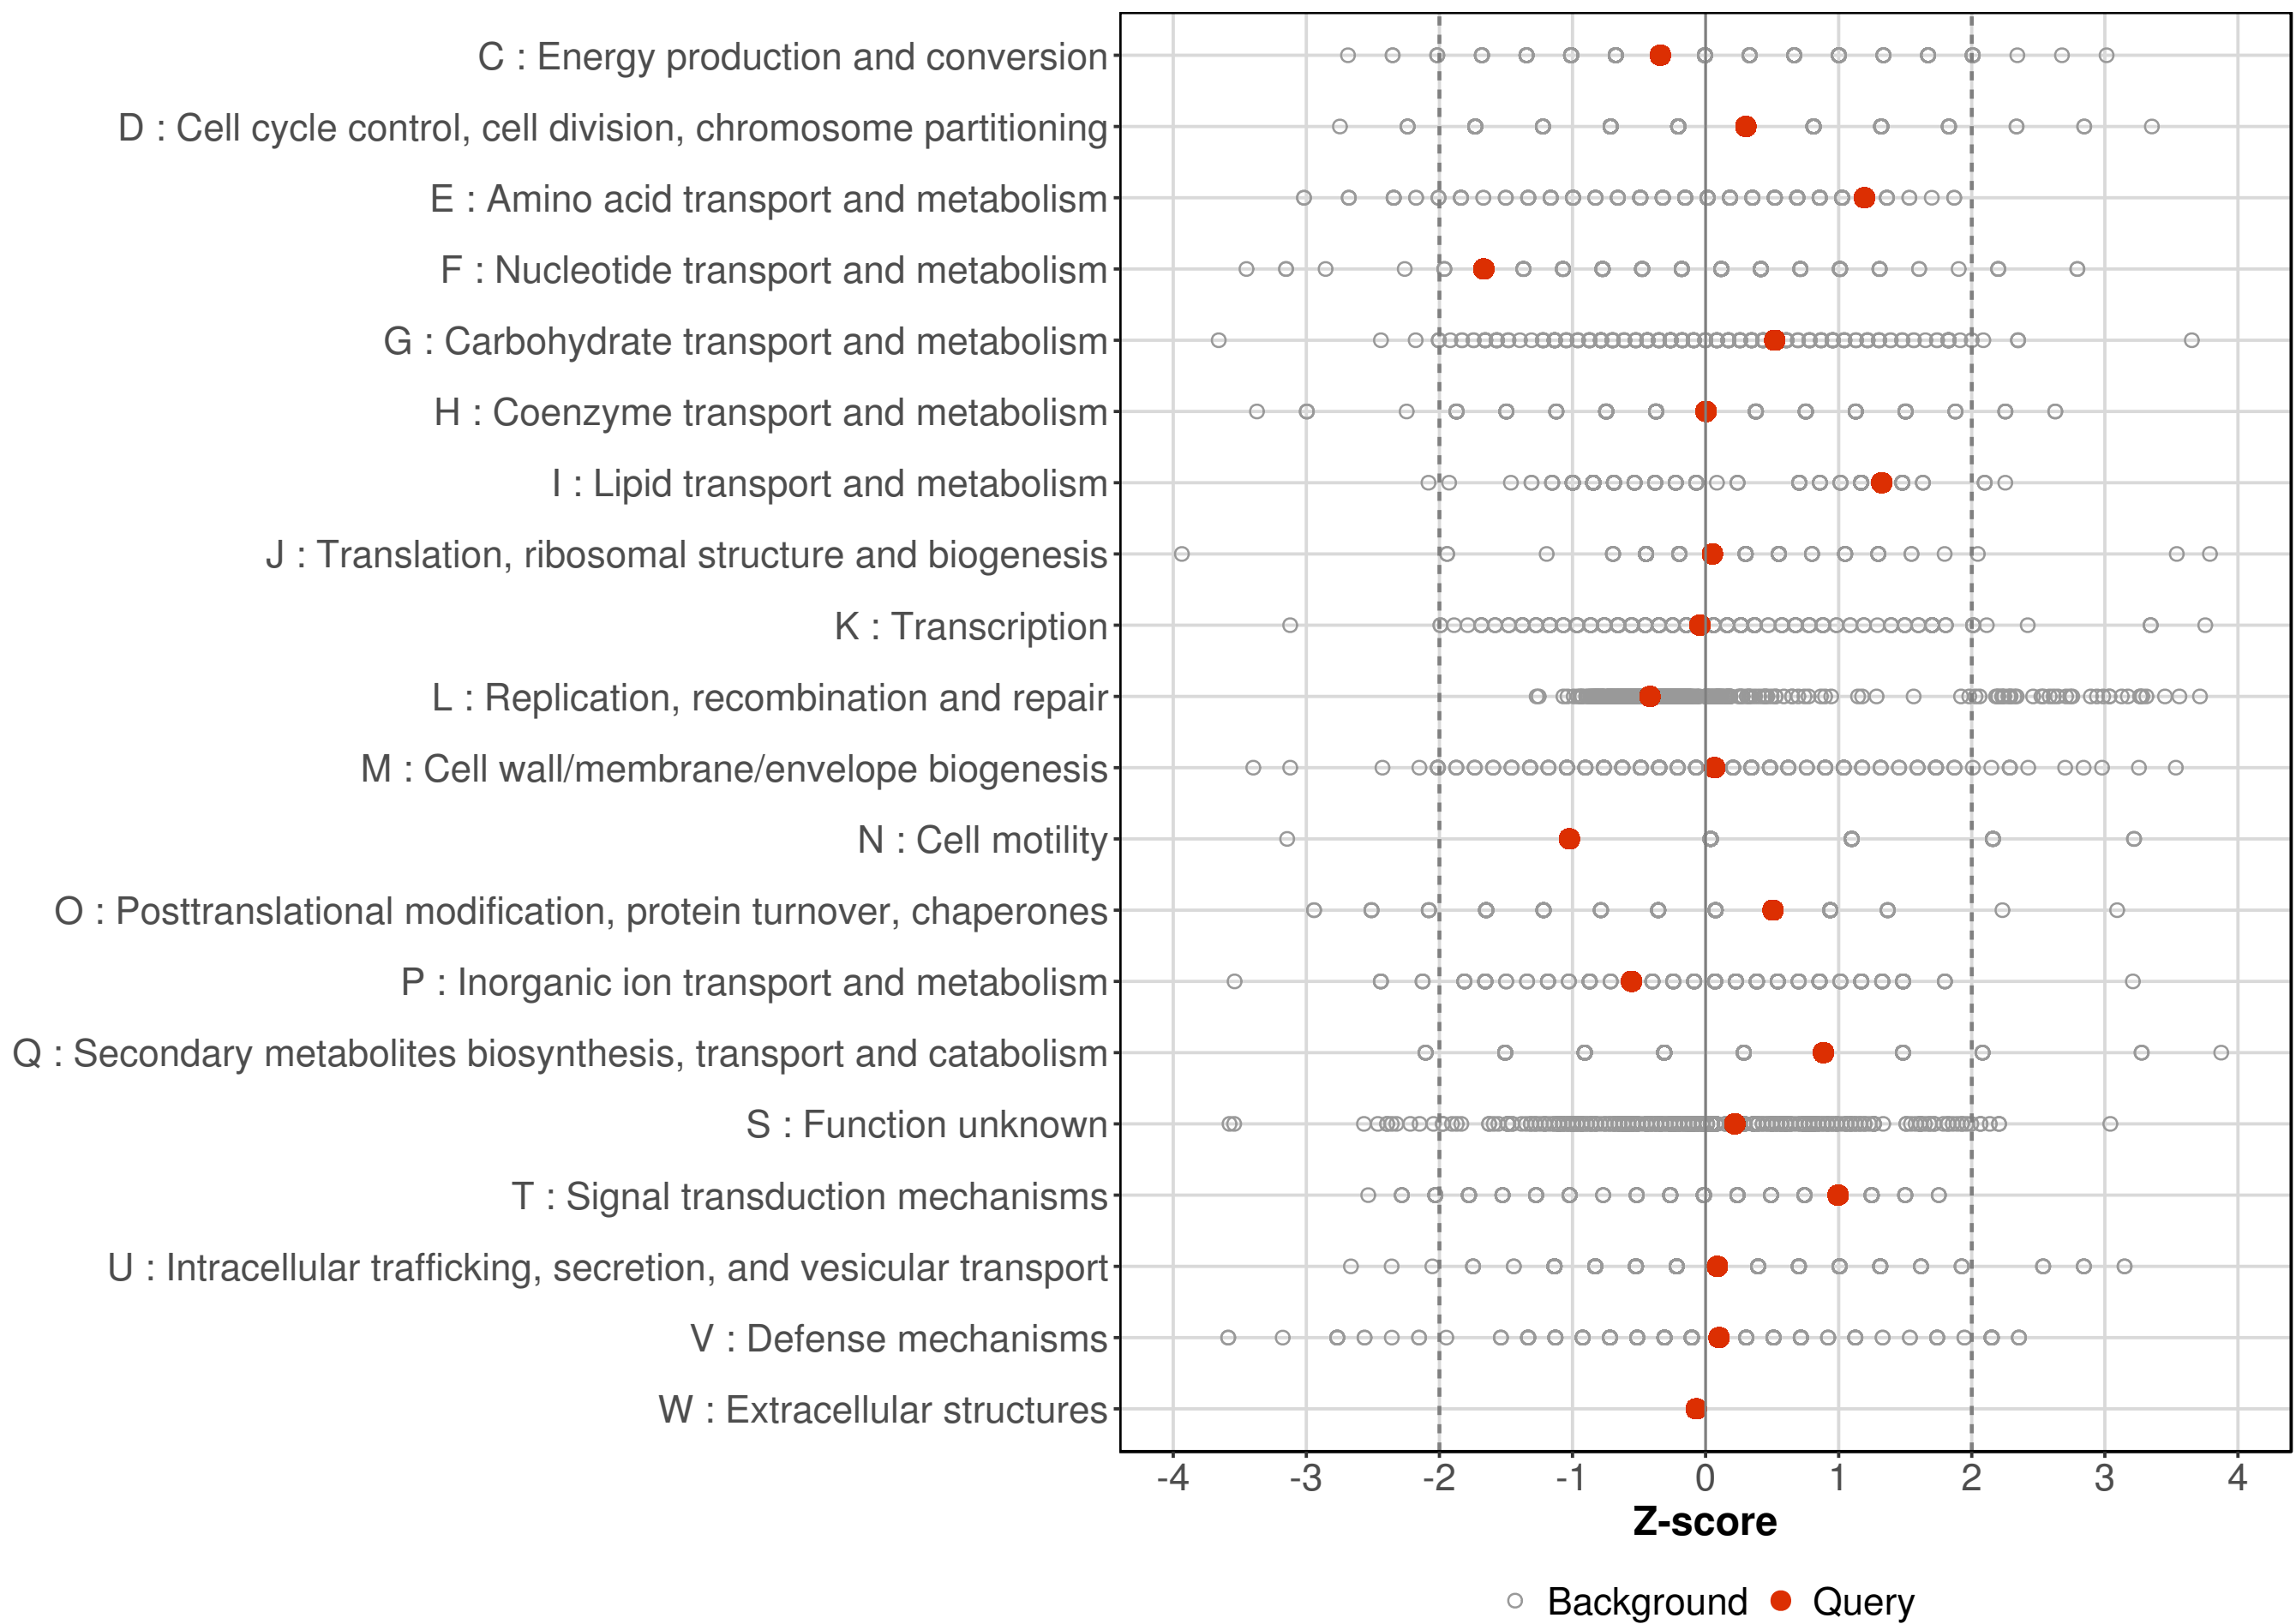 C : Energy production and conversion
D : Cell cycle control, cell division, chromosome partitioning
E : Amino acid transport and metabolism
F : Nucleotide transport and metabolism
G : Carbohydrate transport and metabolism
H : Coenzyme transport and metabolism
I : Lipid transport and metabolism
J : Translation, ribosomal structure and biogenesis
K : Transcription
L : Replication, recombination and repair
M : Cell wall/membrane/envelope biogenesis
N : Cell motility
O : Posttranslational modification, protein turnover, chaperones
P : Inorganic ion transport and metabolism
Q : Secondary metabolites biosynthesis, transport and catabolism
S : Function unknown
T : Signal transduction mechanisms
U : Intracellular trafficking, secretion, and vesicular transport
V : Defense mechanisms
W : Extracellular structures
-4 -3 -2 -1 0 1 2 3 4
Z-score
Background Query